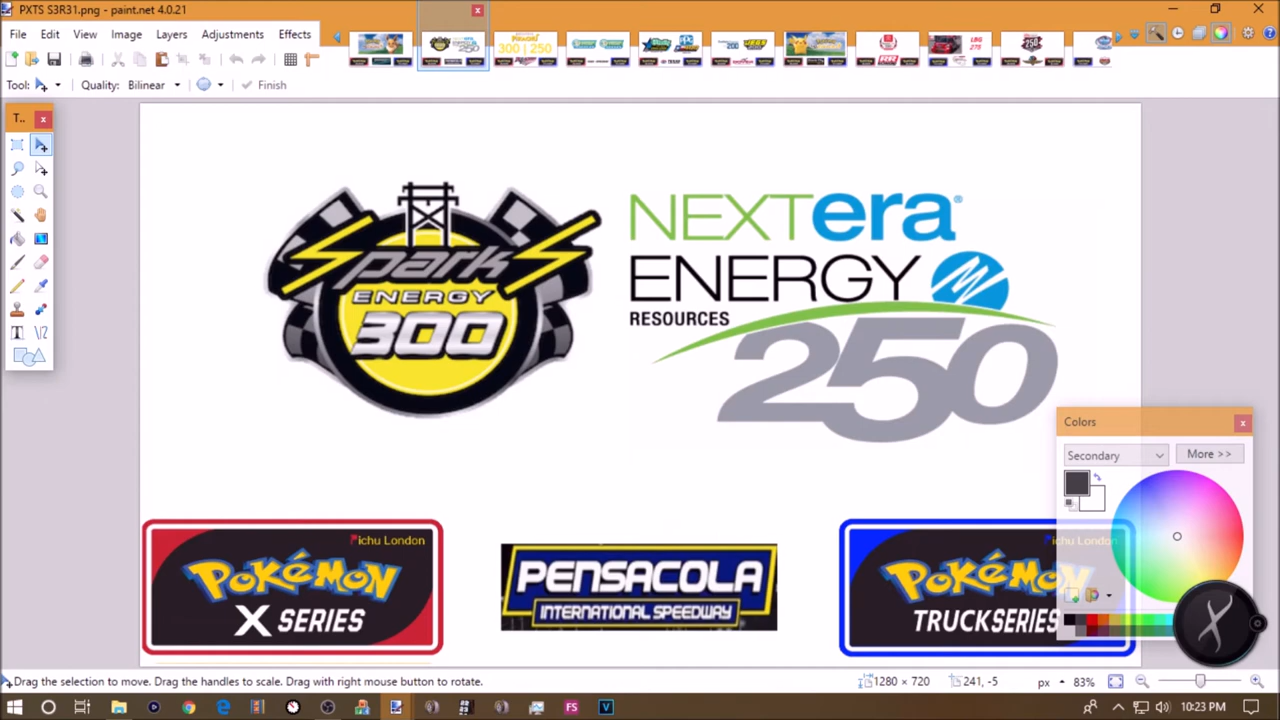 PXTS S3R31.png - paint.net 4.0.21
File Edit View Image Layers Adjustments Effects
Tool: Quality: Bilinear Finish
T..
Sparks
ENERGY
300
NEXTera®
ENERGY
RESOURCES
250
Colors
Secondary More >>
Pichu London
POKéMON
X SERIES
PENSACOLA
INTERNATIONAL SPEEDWAY
ichu London
POKéMON
TRUCKSERIES
Drag the selection to move. Drag the handles to scale. Drag with right mouse button to rotate. 1280 × 720 241, -5 px 83%
FS V 10:23 PM